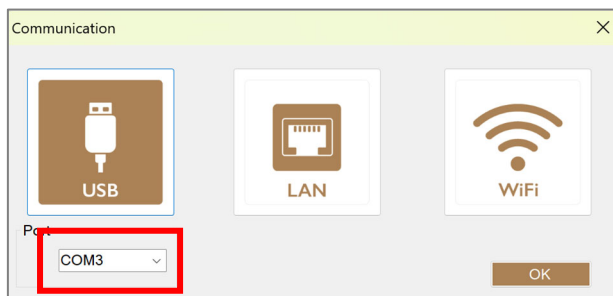 Communication
USB
LAN
WiFi
Port
COM3
OK